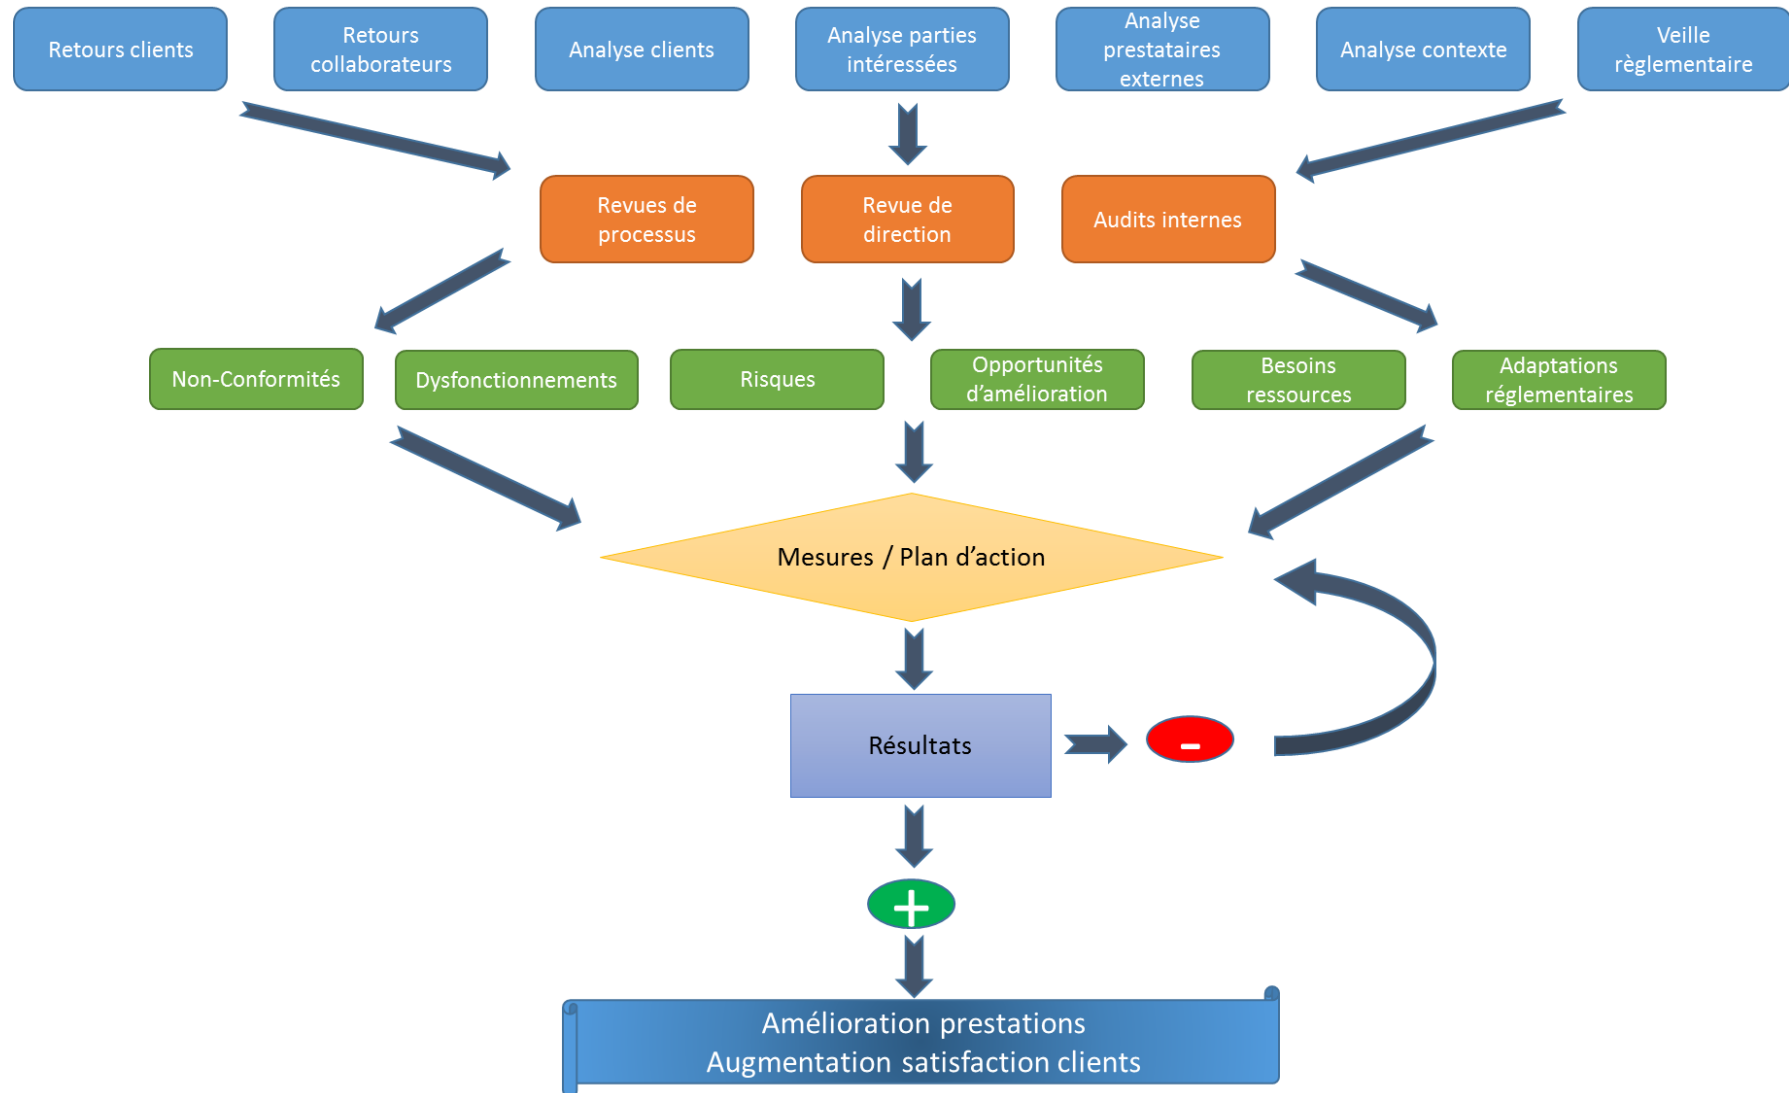 Retours clients
Retours
collaborateurs
Analyse clients
Analyse parties
intéressées
Analyse
prestataires
externes
Analyse contexte
Veille
règlementaire
Revues de
processus
Revue de
direction
Audits internes
Non-Conformités
Dysfonctionnements
Risques
Opportunités
d’amélioration
Besoins
ressources
Adaptations
réglementaires
Mesures / Plan d’action
Résultats
-
+
Amélioration prestations
Augmentation satisfaction clients